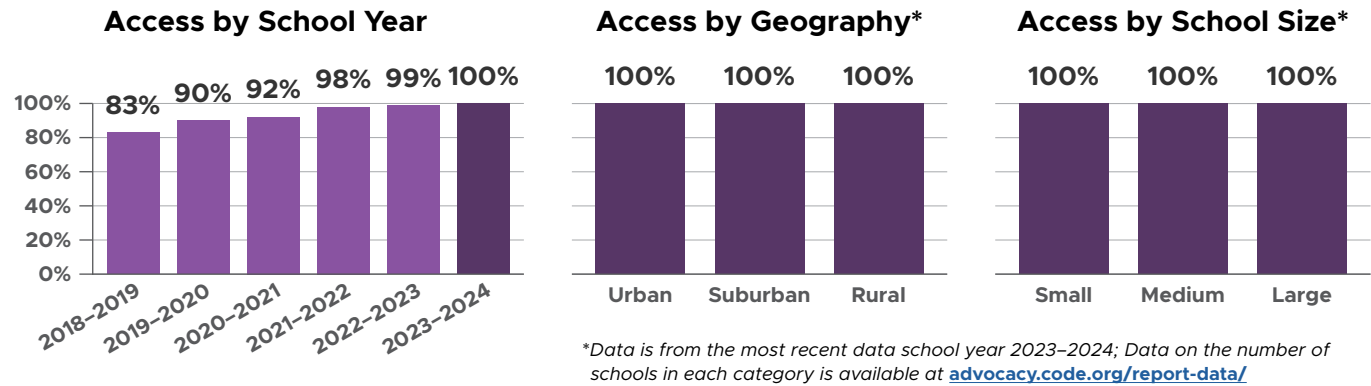 Access by School Year
83%
90%
92%
98%
99%
100%
100%
80%
60%
40%
20%
0%
2018–2019
2019–2020
2020–2021
2021–2022
2022–2023
2023–2024
Access by Geography*
100%
100%
100%
Urban
Suburban
Rural
Access by School Size*
100%
100%
100%
Small
Medium
Large
*Data is from the most recent data school year 2023–2024; Data on the number of
schools in each category is available at advocacy.code.org/report-data/